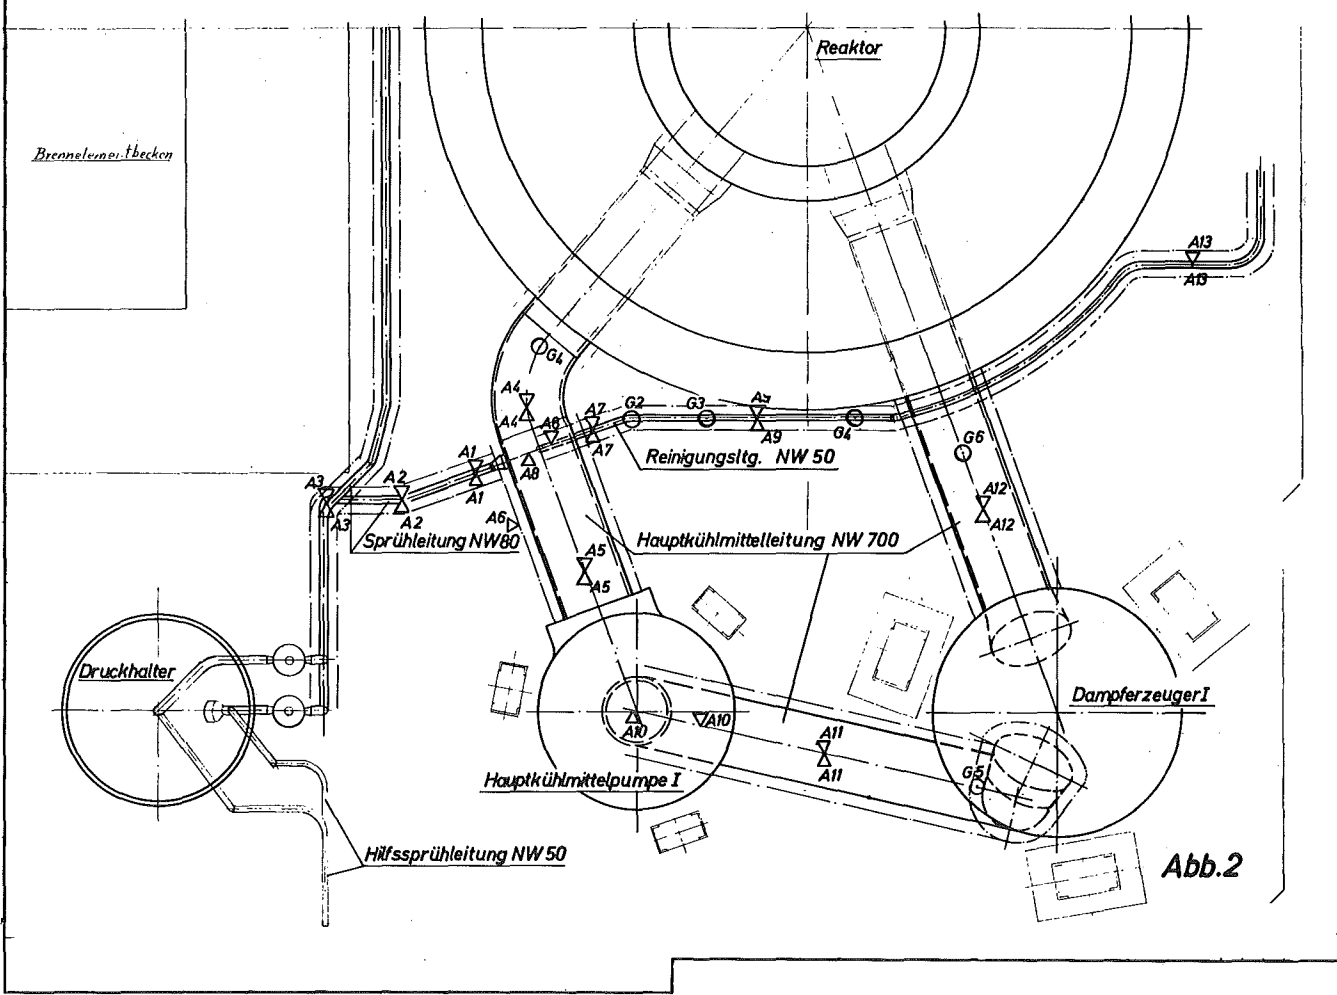 Reaktor
Brennelementbecken
A13
A13
G4
A4
A4
A6
A7
A7
G2
G3
A9
A9
G4
G6
Reinigungsltg. NW 50
A1
A1
A8
A3
A3
A2
A2
A12
A12
A6
Sprühleitung NW80
Hauptkühlmittelleitung NW 700
A5
A5
Druckhalter
Dampferzeuger I
A10
A10
A11
A11
G5
Hauptkühlmittelpumpe I
Hilfssprühleitung NW 50
Abb.2